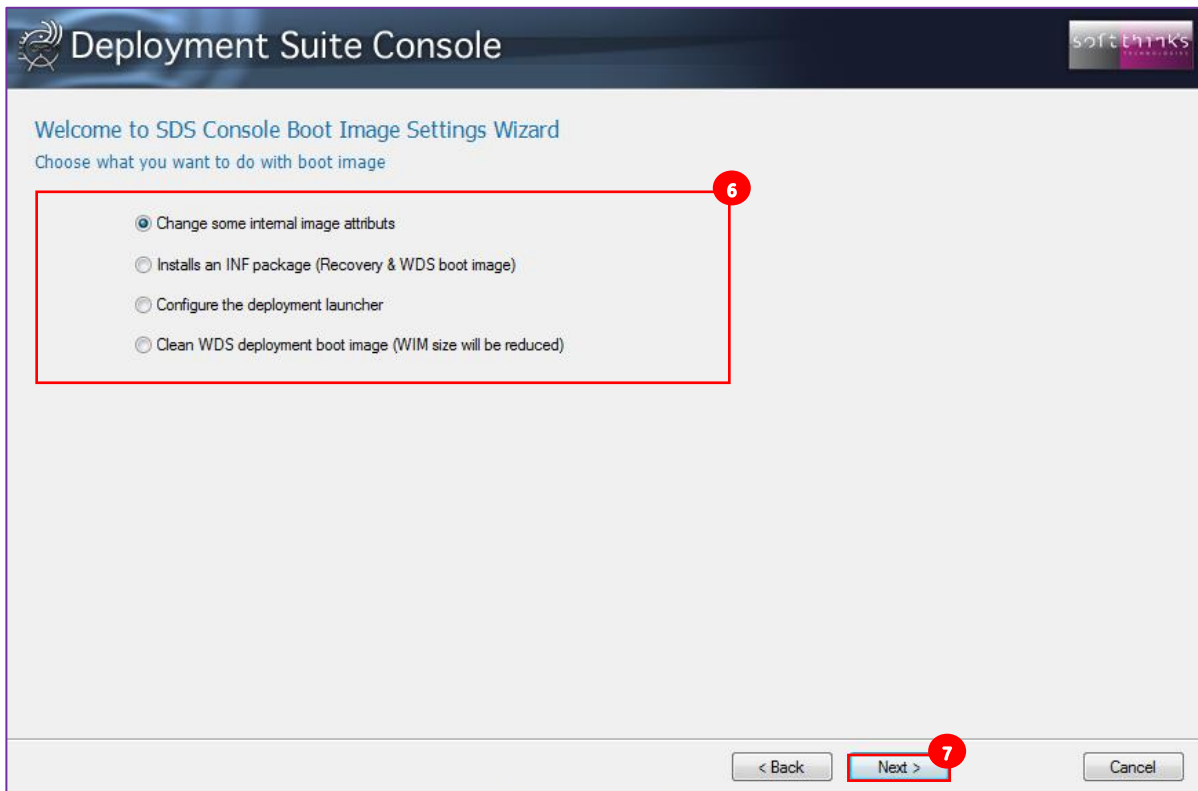 Deployment Suite Console
softthinks
TECHNOLOGIES
Welcome to SDS Console Boot Image Settings Wizard
Choose what you want to do with boot image
6
Change some internal image attributs
Installs an INF package (Recovery & WDS boot image)
Configure the deployment launcher
Clean WDS deployment boot image (WIM size will be reduced)
< Back
Next >
7
Cancel